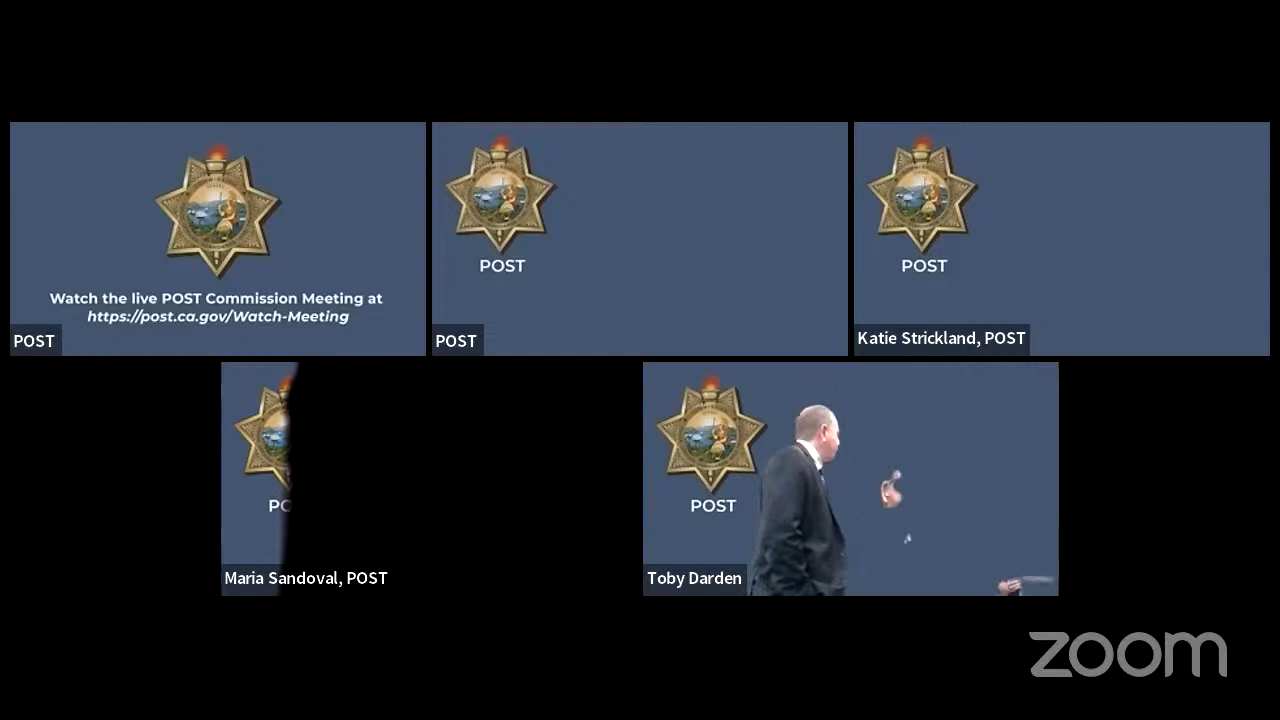 Watch the live POST Commission Meeting at
https://post.ca.gov/Watch-Meeting
POST
POST
POST
POST
Katie Strickland, POST
PO
Maria Sandoval, POST
POST
Toby Darden
zoom